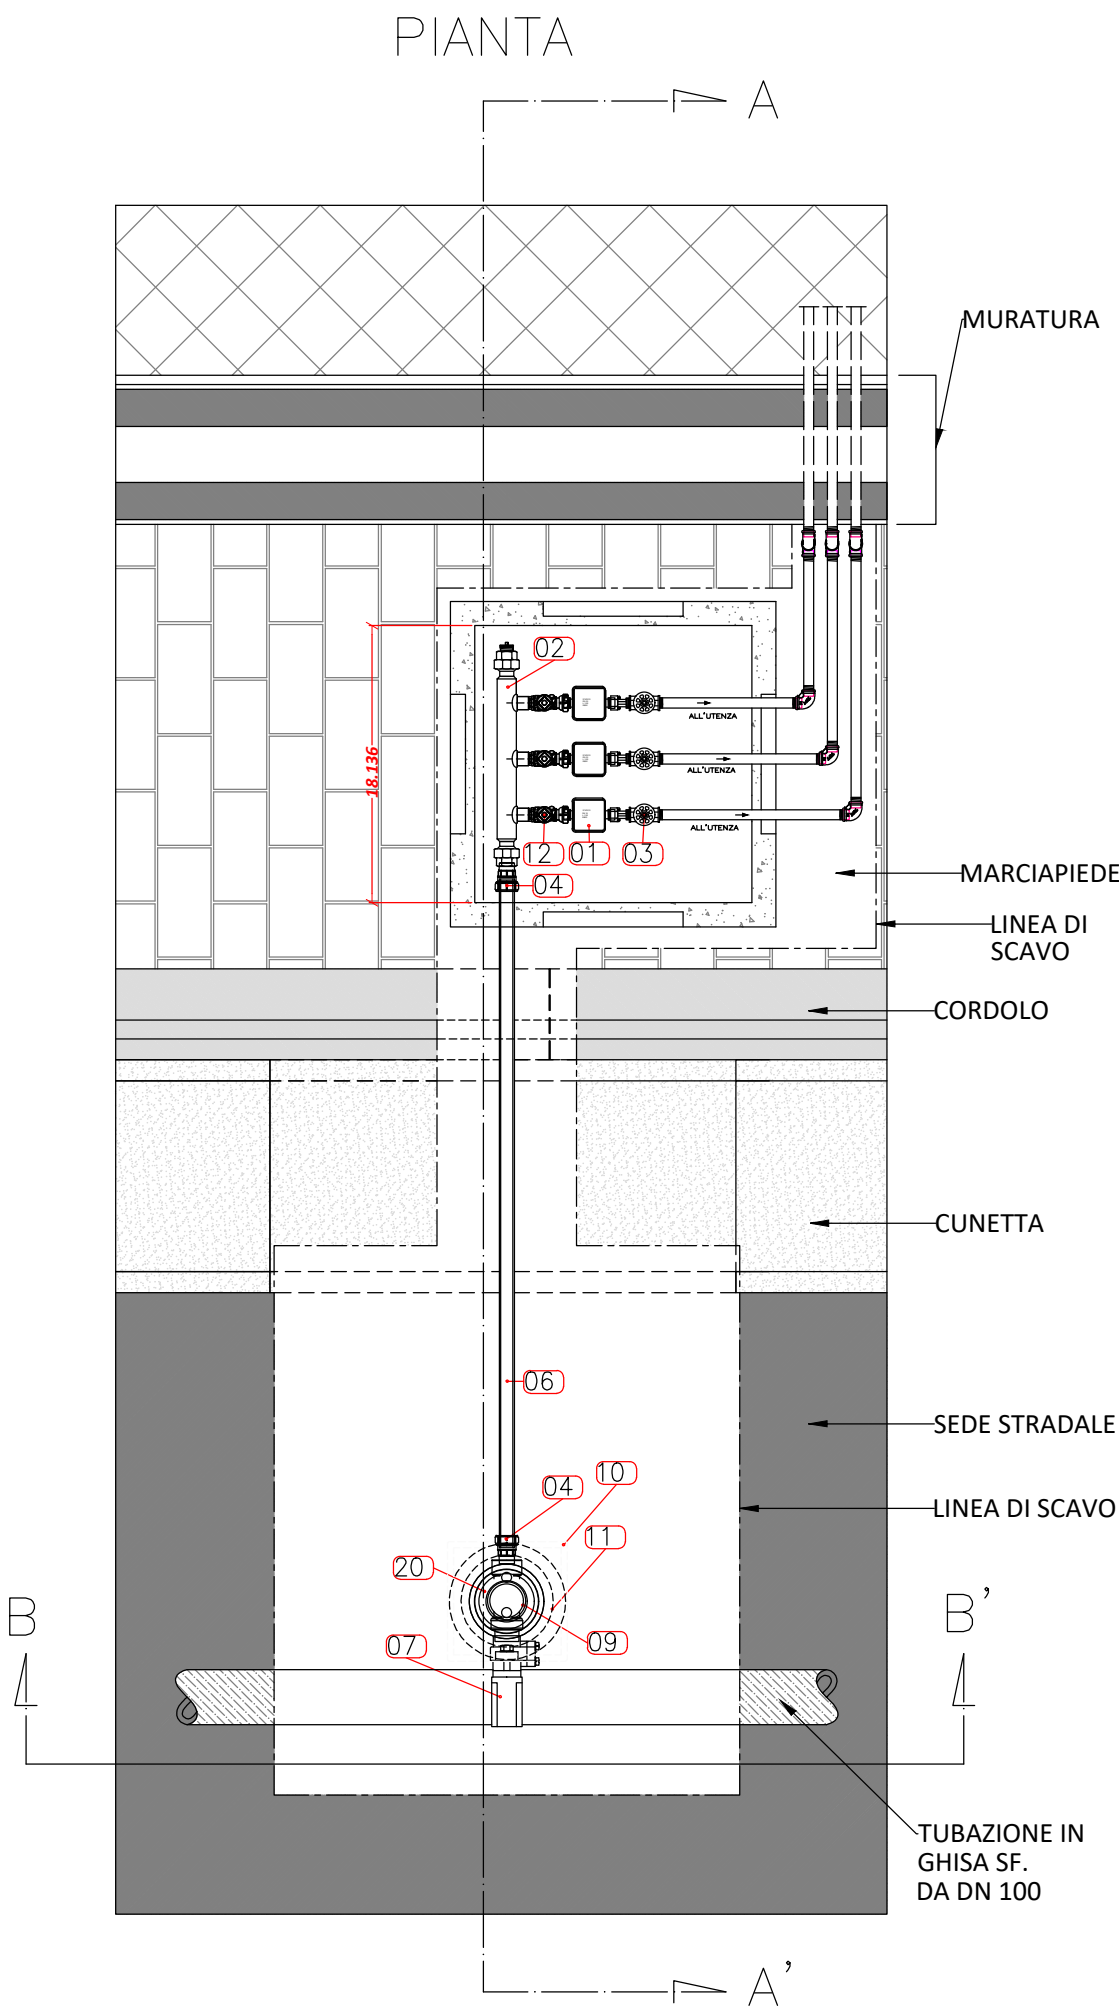 PIANTA
A
MURATURA
02
ALL'UTENZA
ALL'UTENZA
18.136
ALL'UTENZA
12
01
03
04
MARCIAPIEDE
LINEA DI
SCAVO
CORDOLO
CUNETTA
06
SEDE STRADALE
10
04
LINEA DI SCAVO
11
20
B
B'
09
07
TUBAZIONE IN
GHISA SF.
DA DN 100
A'